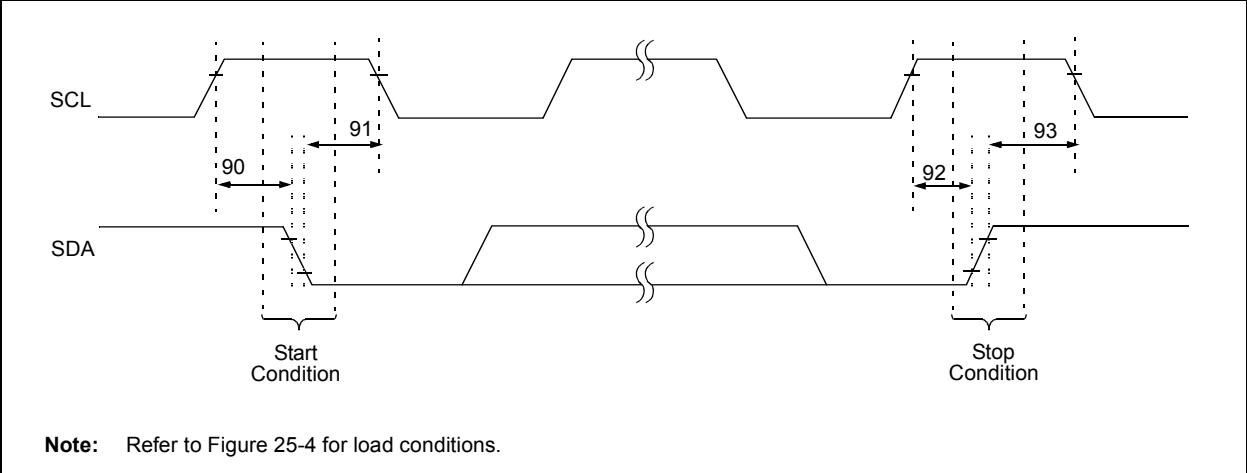 SCL
91
93
90
92
SDA
Start
Condition
Stop
Condition
Note: Refer to Figure 25-4 for load conditions.